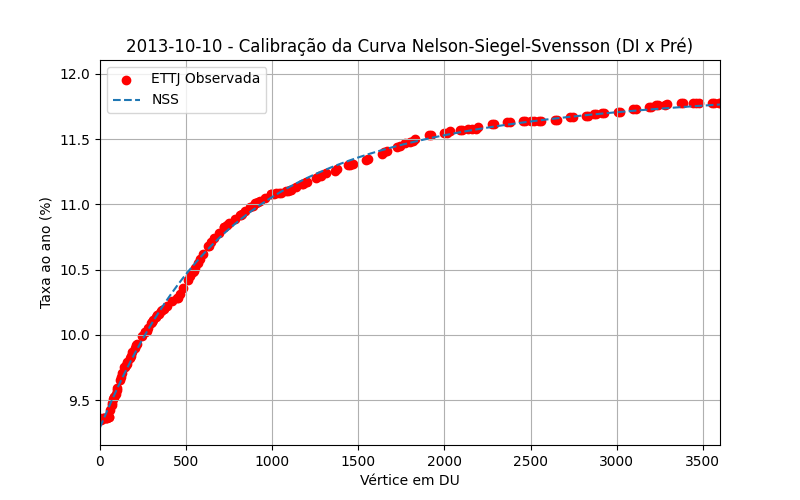 2013-10-10 - Calibração da Curva Nelson-Siegel-Svensson (DI x Pré)
ETTJ Observada
NSS
Taxa ao ano (%)
12.0
11.5
11.0
10.5
10.0
9.5
0 500 1000 1500 2000 2500 3000 3500
Vértice em DU